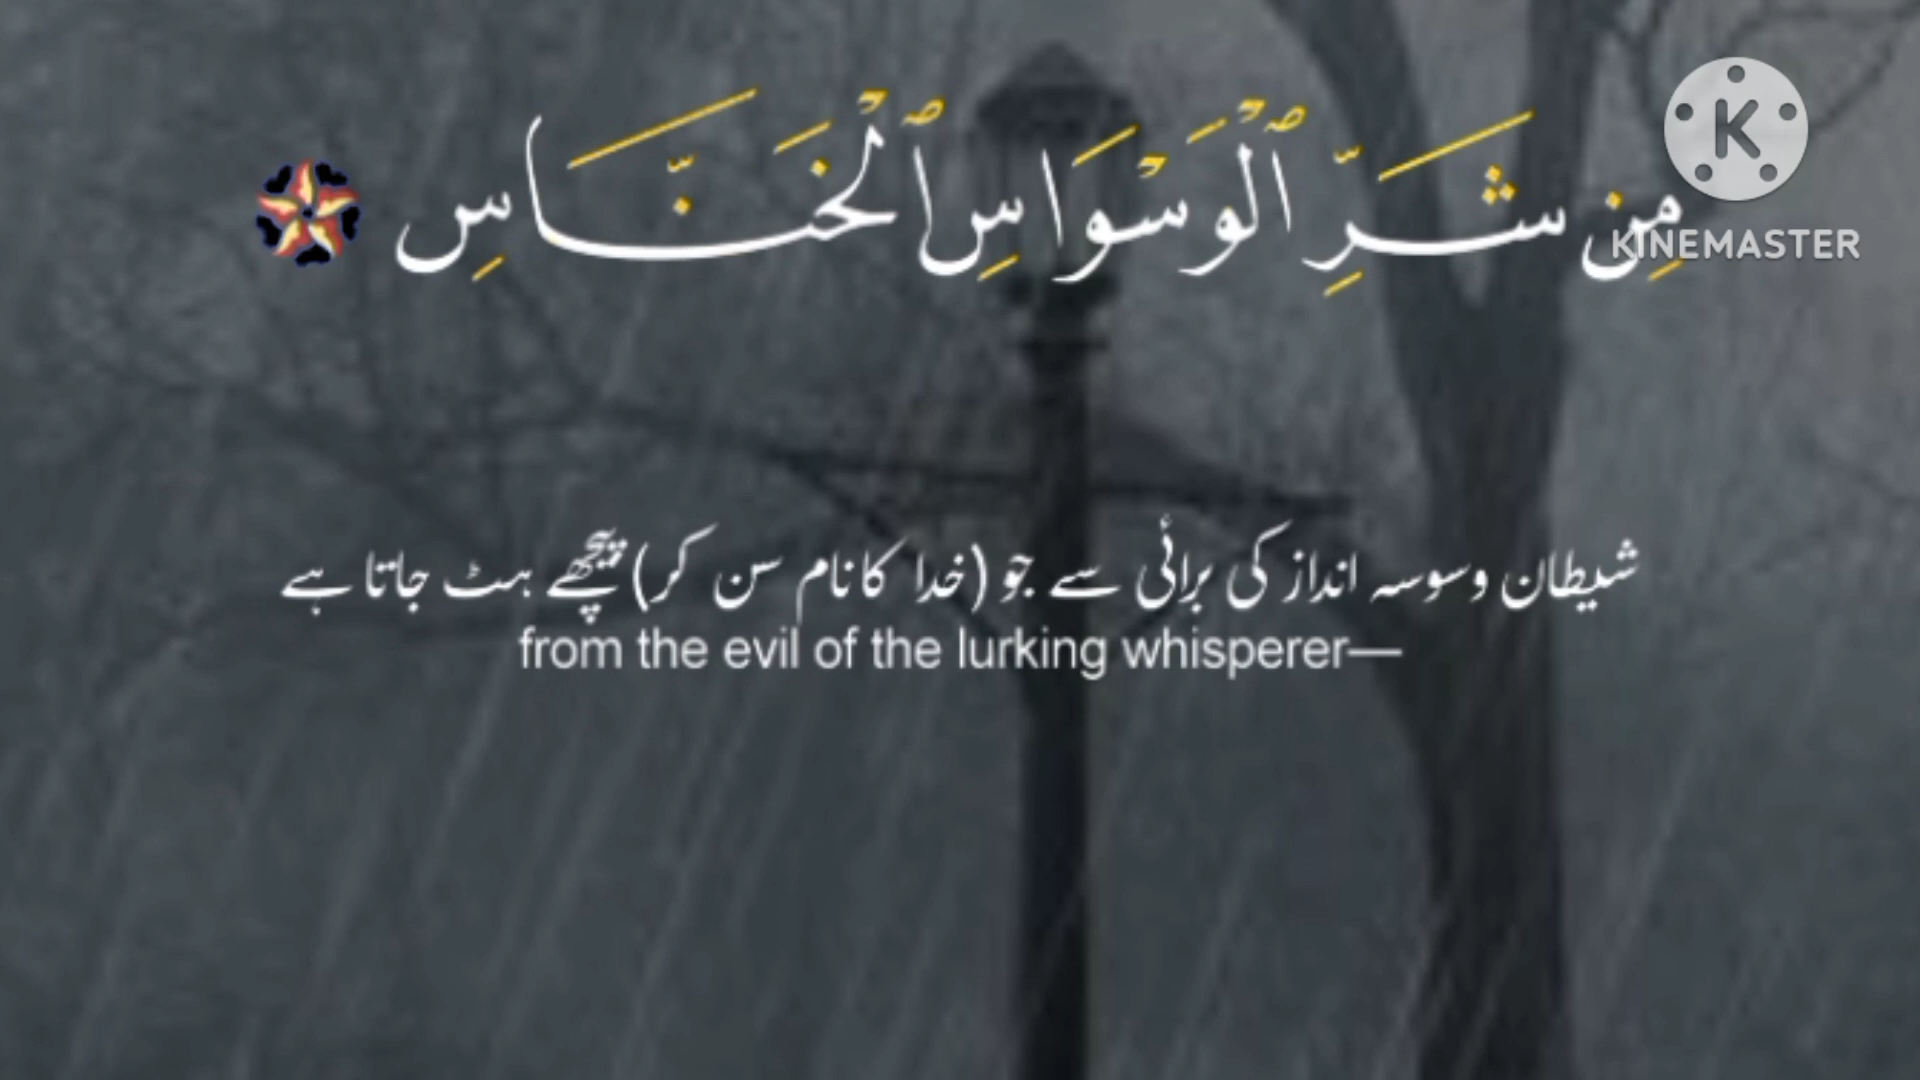 مِن شَرِّ ٱلْوَسْوَاسِ ٱلْخَنَّاسِ
K
KINEMASTER
شیطان وسوسہ انداز کی برائی سے جو (خدا کا نام سن کر) پیچھے ہٹ جاتا ہے
from the evil of the lurking whisperer—